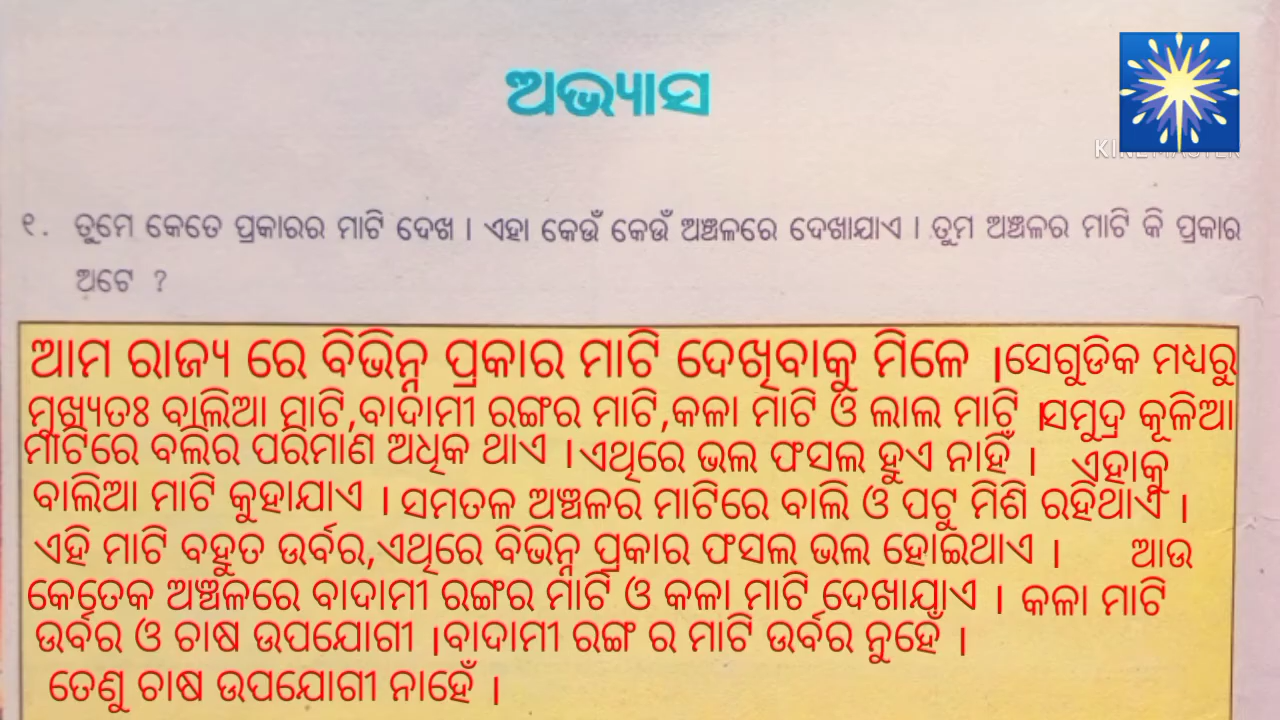 ଅଭ୍ୟାସ
୧. ତୁମେ କେତେ ପ୍ରକାରର ମାଟି ଦେଖ । ଏହା କେଉଁ କେଉଁ ଅଞ୍ଚଳରେ ଦେଖାଯାଏ । ତୁମ ଅଞ୍ଚଳର ମାଟି କି ପ୍ରକାର
ଅଟେ ?
ଆମ ରାଜ୍ୟ ରେ ବିଭିନ୍ନ ପ୍ରକାର ମାଟି ଦେଖିବାକୁ ମିଳେ ।ସେଗୁଡିକ ମଧ୍ଯରୁ
ମୁଖ୍ୟତଃ ବାଲିଆ ମାଟି,ବାଦାମୀ ରଙ୍ଗର ମାଟି,କଳା ମାଟି ଓ ଲାଲ ମାଟି ।ସମୁଦ୍ର କୂଳିଆ
ମାଟିରେ ବଲିର ପରିମାଣ ଅଧିକ ଥାଏ ।ଏଥିରେ ଭଲ ଫସଲ ହୁଏ ନାହିଁ । ଏହାକୁ
ବାଲିଆ ମାଟି କୁହାଯାଏ । ସମତଳ ଅଞ୍ଚଳର ମାଟିରେ ବାଲି ଓ ପଟୁ ମିଶି ରହିଥାଏ ।
ଏହି ମାଟି ବହୁତ ଉର୍ବର,ଏଥିରେ ବିଭିନ୍ନ ପ୍ରକାର ଫସଲ ଭଲ ହୋଇଥାଏ । ଆଉ
କେତେକ ଅଞ୍ଚଳରେ ବାଦାମୀ ରଙ୍ଗର ମାଟି ଓ କଳା ମାଟି ଦେଖାଯାଏ । କଳା ମାଟି
ଉର୍ବର ଓ ଚାଷ ଉପଯୋଗୀ ।ବାଦାମୀ ରଙ୍ଗ ର ମାଟି ଉର୍ବର ନୁହେଁ ।
ତେଣୁ ଚାଷ ଉପଯୋଗୀ ନାହେଁ ।